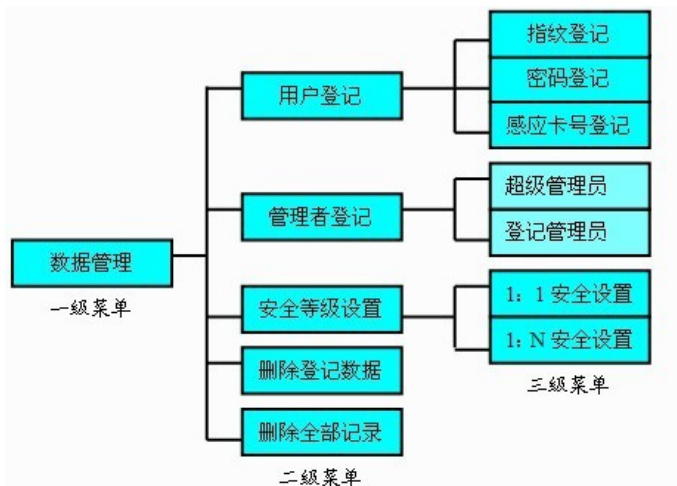 指纹登记
用户登记
密码登记
感应卡号登记
超级管理员
管理者登记
登记管理员
数据管理
一级菜单
安全等级设置
1: 1 安全设置
1: N 安全设置
删除登记数据
三级菜单
删除全部记录
二级菜单